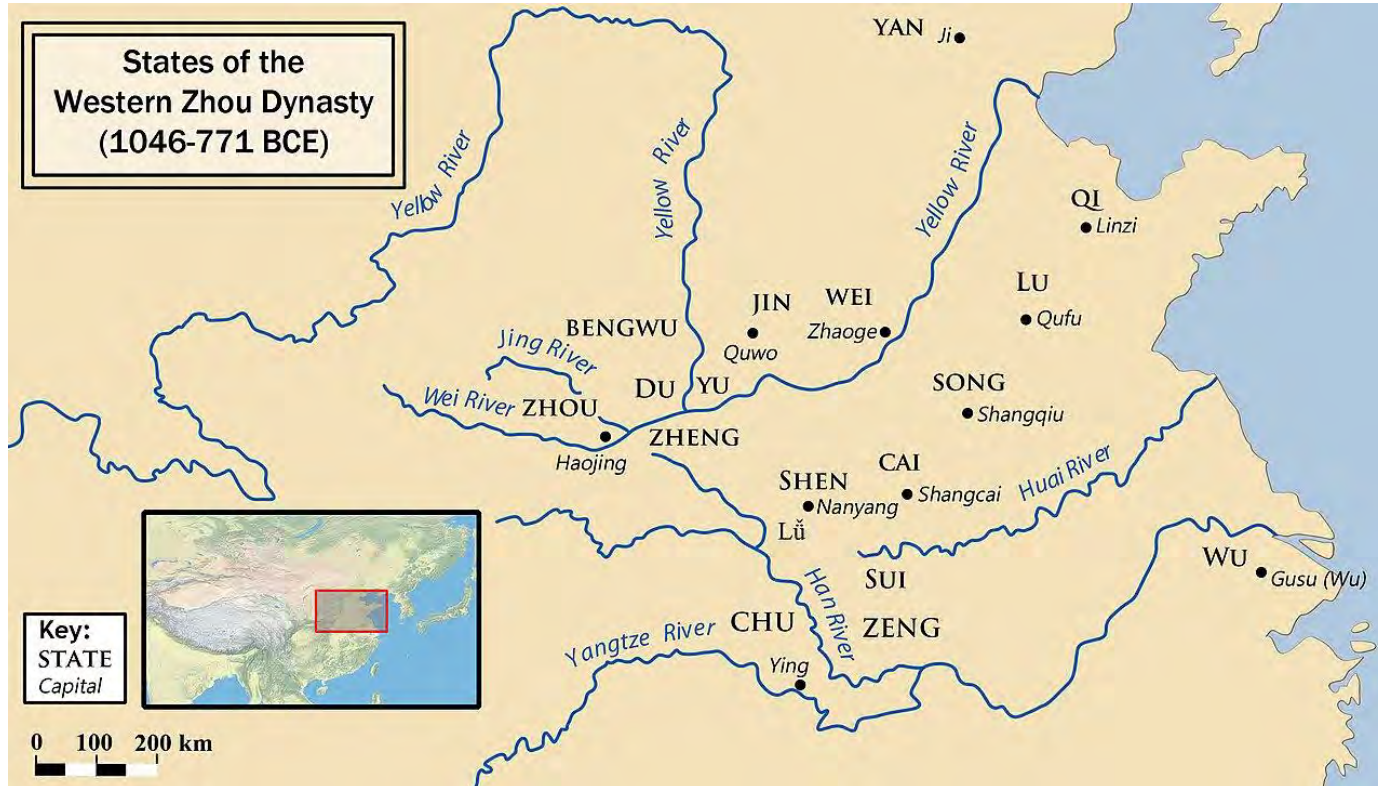 States of the
Western Zhou Dynasty
(1046-771 BCE)
YAN
Ji
Yellow River
Yellow River
Yellow River
QI
Linzi
LU
Qufu
JIN
Quwo
WEI
Zhaoge
BENGWU
Jing River
DU
YU
Wei River
ZHOU
Haojing
ZHENG
SONG
Shangqiu
CAI
Shangcai
SHEN
Nanyang
Lǚ
Huai River
SUI
WU
Gusu (Wu)
Han River
CHU
ZENG
Yangtze River
Ying
Key:
STATE
Capital
0 100 200 km